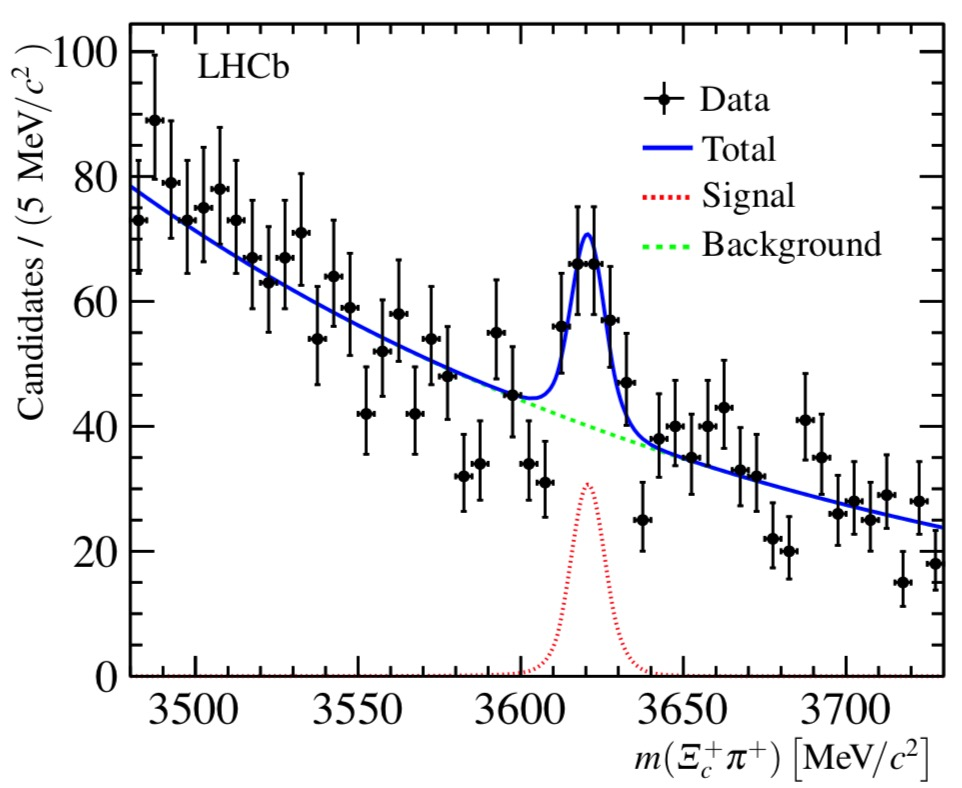 LHCb
Candidates / (5 MeV/c²)
100
80
60
40
20
0
Data
Total
Signal
Background
3500 3550 3600 3650 3700
m(Ξc⁺π⁺) [MeV/c²]